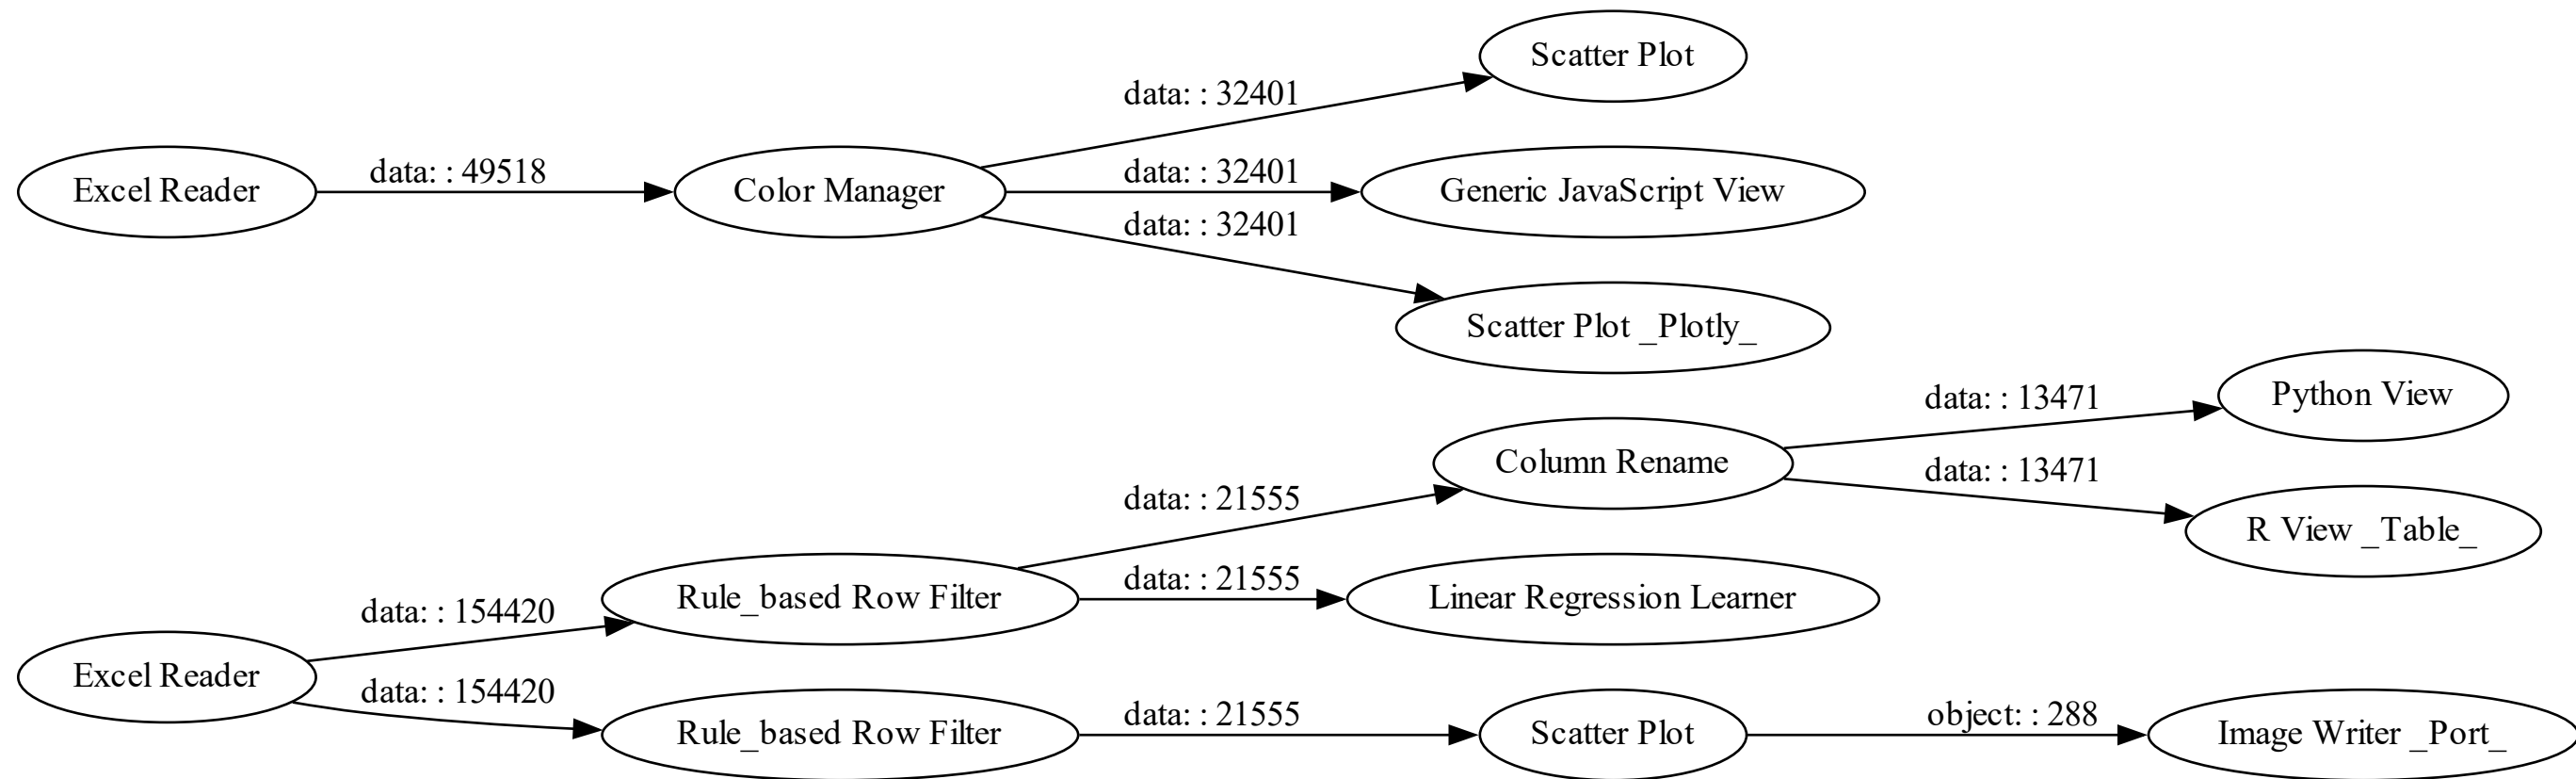 Scatter Plot
data: : 32401
Excel Reader
data: : 49518
Color Manager
data: : 32401
Generic JavaScript View
data: : 32401
Scatter Plot _Plotly_
Python View
data: : 13471
Column Rename
data: : 13471
R View _Table_
data: : 21555
Rule_based Row Filter
data: : 21555
Linear Regression Learner
data: : 154420
Excel Reader
data: : 154420
Rule_based Row Filter
data: : 21555
Scatter Plot
object: : 288
Image Writer _Port_